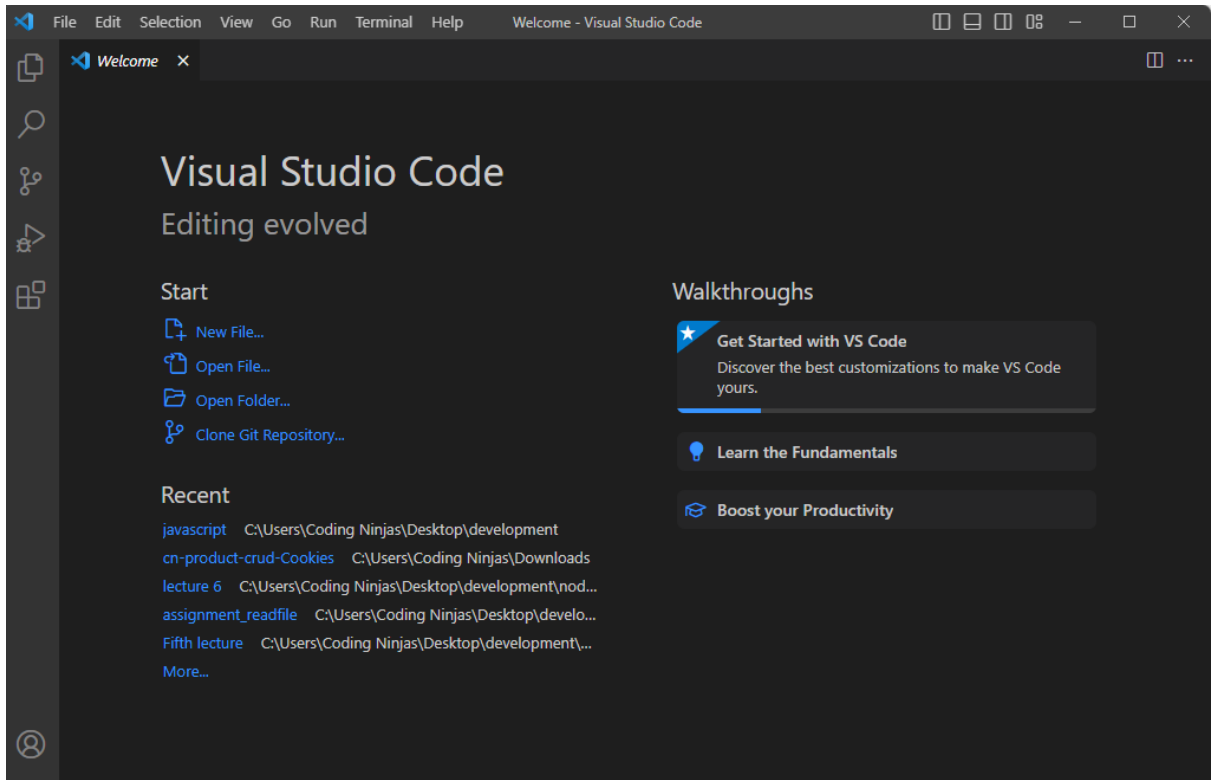 File Edit Selection View Go Run Terminal Help Welcome - Visual Studio Code
Welcome
Visual Studio Code
Editing evolved
Start
New File...
Open File...
Open Folder...
Clone Git Repository...
Recent
javascript C:\Users\Coding Ninjas\Desktop\development
cn-product-crud-Cookies C:\Users\Coding Ninjas\Downloads
lecture 6 C:\Users\Coding Ninjas\Desktop\development\nod...
assignment_readfile C:\Users\Coding Ninjas\Desktop\develo...
Fifth lecture C:\Users\Coding Ninjas\Desktop\development\...
More...
Walkthroughs
Get Started with VS Code
Discover the best customizations to make VS Code
yours.
Learn the Fundamentals
Boost your Productivity